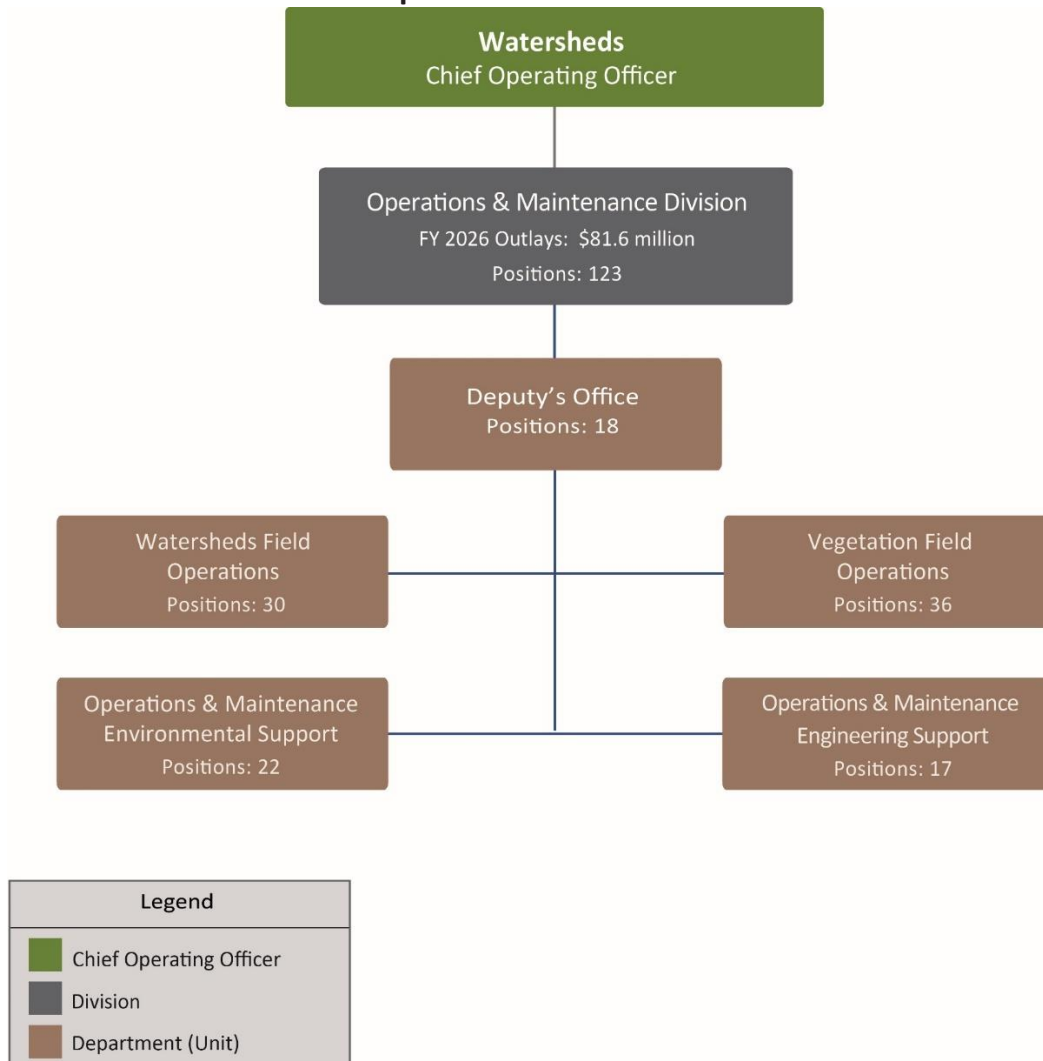 Watersheds
Chief Operating Officer
Operations & Maintenance Division
FY 2026 Outlays: $81.6 million
Positions: 123
Deputy’s Office
Positions: 18
Watersheds Field
Operations
Positions: 30
Vegetation Field
Operations
Positions: 36
Operations & Maintenance
Environmental Support
Positions: 22
Operations & Maintenance
Engineering Support
Positions: 17
Legend
Chief Operating Officer
Division
Department (Unit)